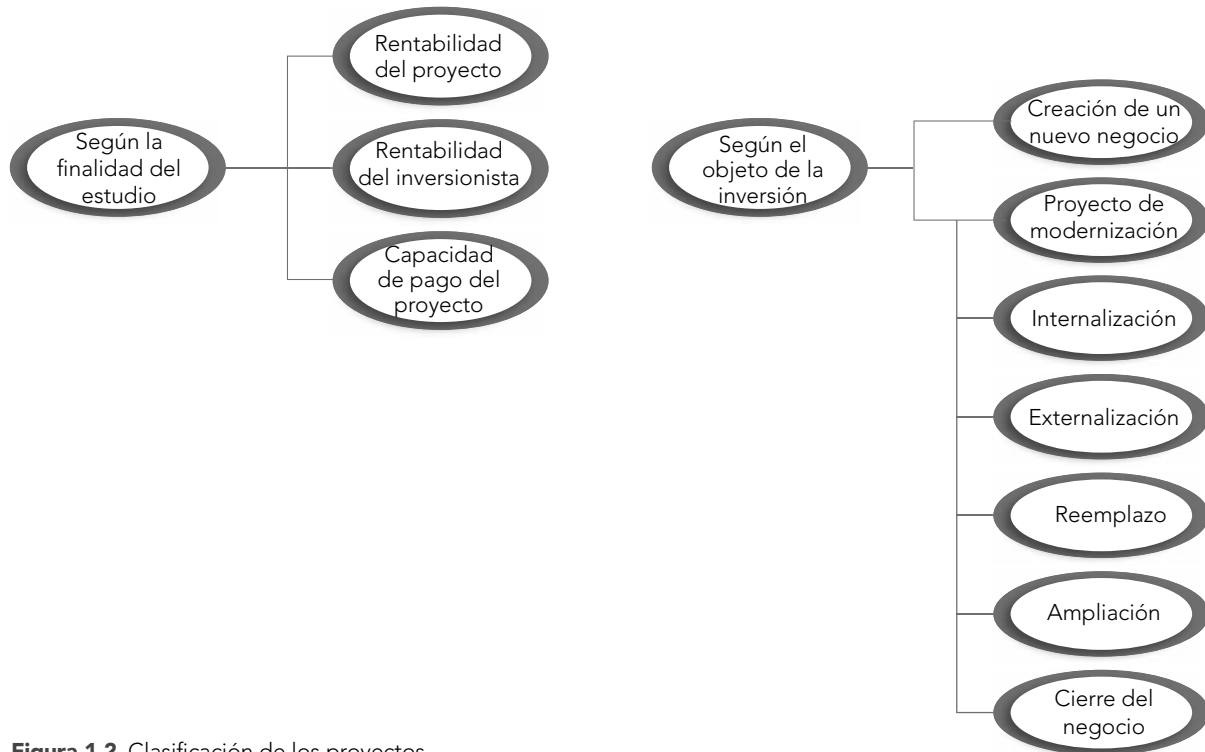 Según la
finalidad del
estudio
Rentabilidad
del proyecto
Rentabilidad
del inversionista
Capacidad
de pago del
proyecto
Según el
objeto de la
inversión
Creación de un
nuevo negocio
Proyecto de
modernización
Internalización
Externalización
Reemplazo
Ampliación
Cierre del
negocio
Figura 1.2 Clasificación de los proyectos